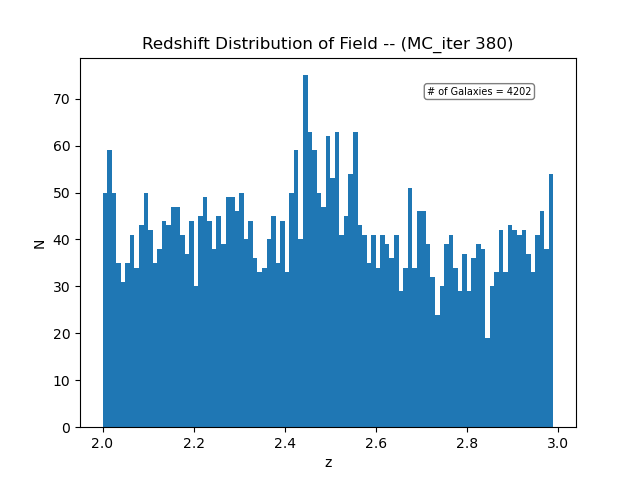 Redshift Distribution of Field -- (MC_iter 380)
# of Galaxies = 4202
70
60
50
40
30
20
10
0
N
2.0 2.2 2.4 2.6 2.8 3.0
z